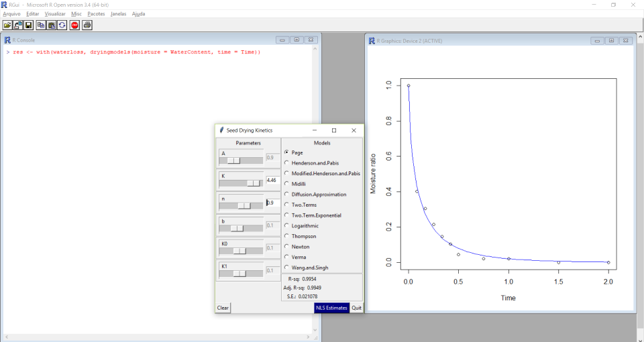 RGui - Microsoft R Open version 3.4 (64 bit)
Arquivo Editar Visualizar Misc Pacotes Janelas Ajuda
R Console
R Graphics: Device 2 (ACTIVE)
> res <- with(waterloss, dryingmodels(moisture = WaterContent, time = Time))
Seed Drying Kinetics
Parameters
Models
A
0.9
K
4.46
n
0.9
b
0.1
K0
0.1
K1
0.1
Page
Henderson.and.Pabis
Modified.Henderson.and.Pabis
Midilli
Diffusion.Approximation
Two.Terms
Two.Term.Exponential
Logarithmic
Thompson
Newton
Verma
Wang.and.Singh
R-sq: 0.9954
Adj. R-sq: 0.9949
S.E.: 0.021078
Clear
NLS Estimates
Quit
Moisture ratio
1.0
0.8
0.6
0.4
0.2
0.0
0.0 0.5 1.0 1.5 2.0
Time